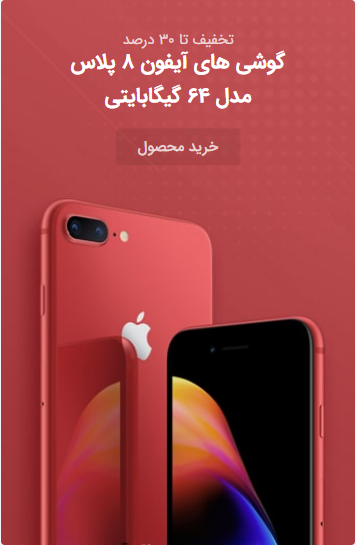 تخفیف تا ۳۰ درصد
گوشی های آیفون ۸ پلاس
مدل ۶۴ گیگابایتی
خرید محصول